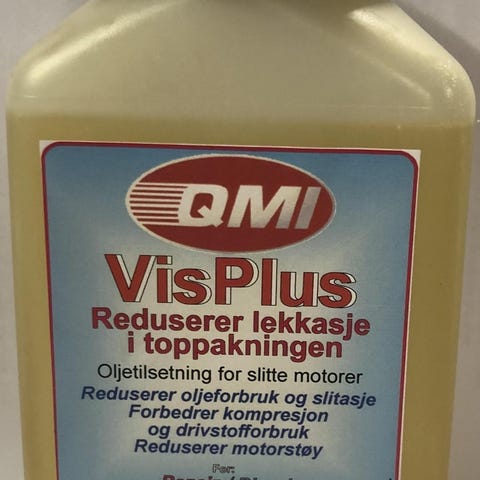 QMI
VisPlus
Reduserer lekkasje
i toppakningen
Oljetilsetning for slitte motorer
Reduserer oljeforbruk og slitasje
Forbedrer kompresjon
og drivstofforbruk
Reduserer motorstøy
For: